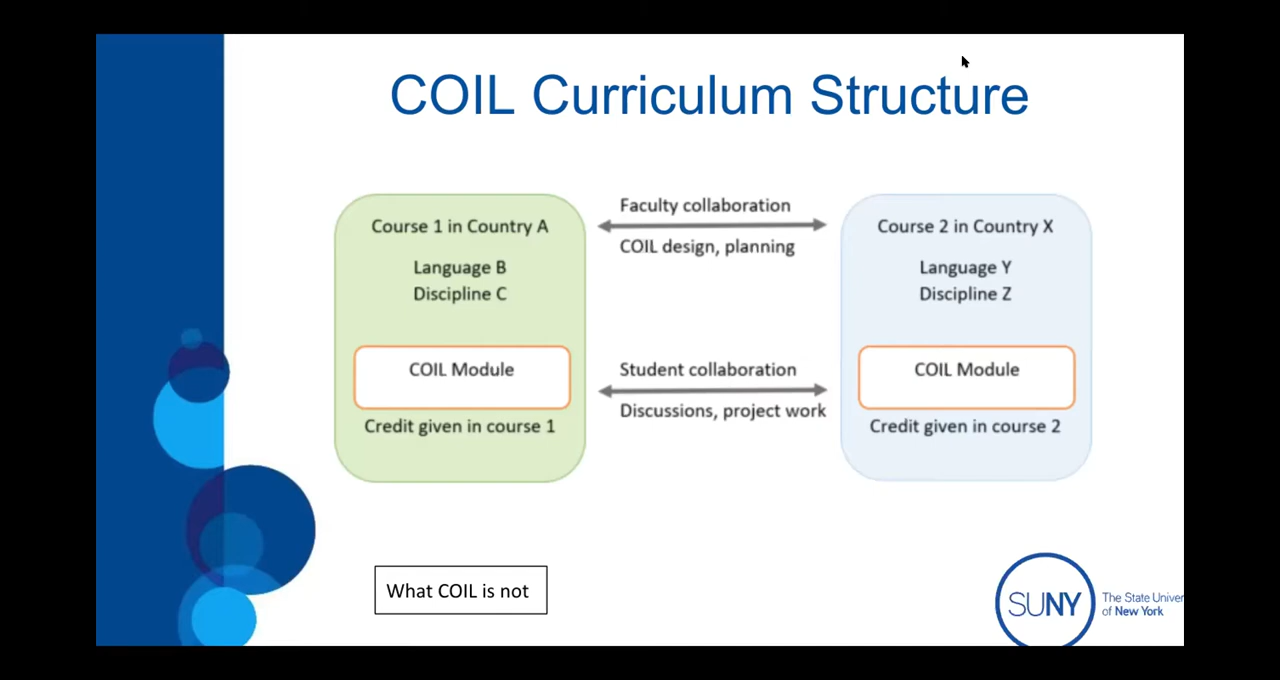 COIL Curriculum Structure
Course 1 in Country A
Language B
Discipline C
COIL Module
Credit given in course 1
Faculty collaboration
COIL design, planning
Student collaboration
Discussions, project work
Course 2 in Country X
Language Y
Discipline Z
COIL Module
Credit given in course 2
What COIL is not
SUNY
The State Univer
of New York